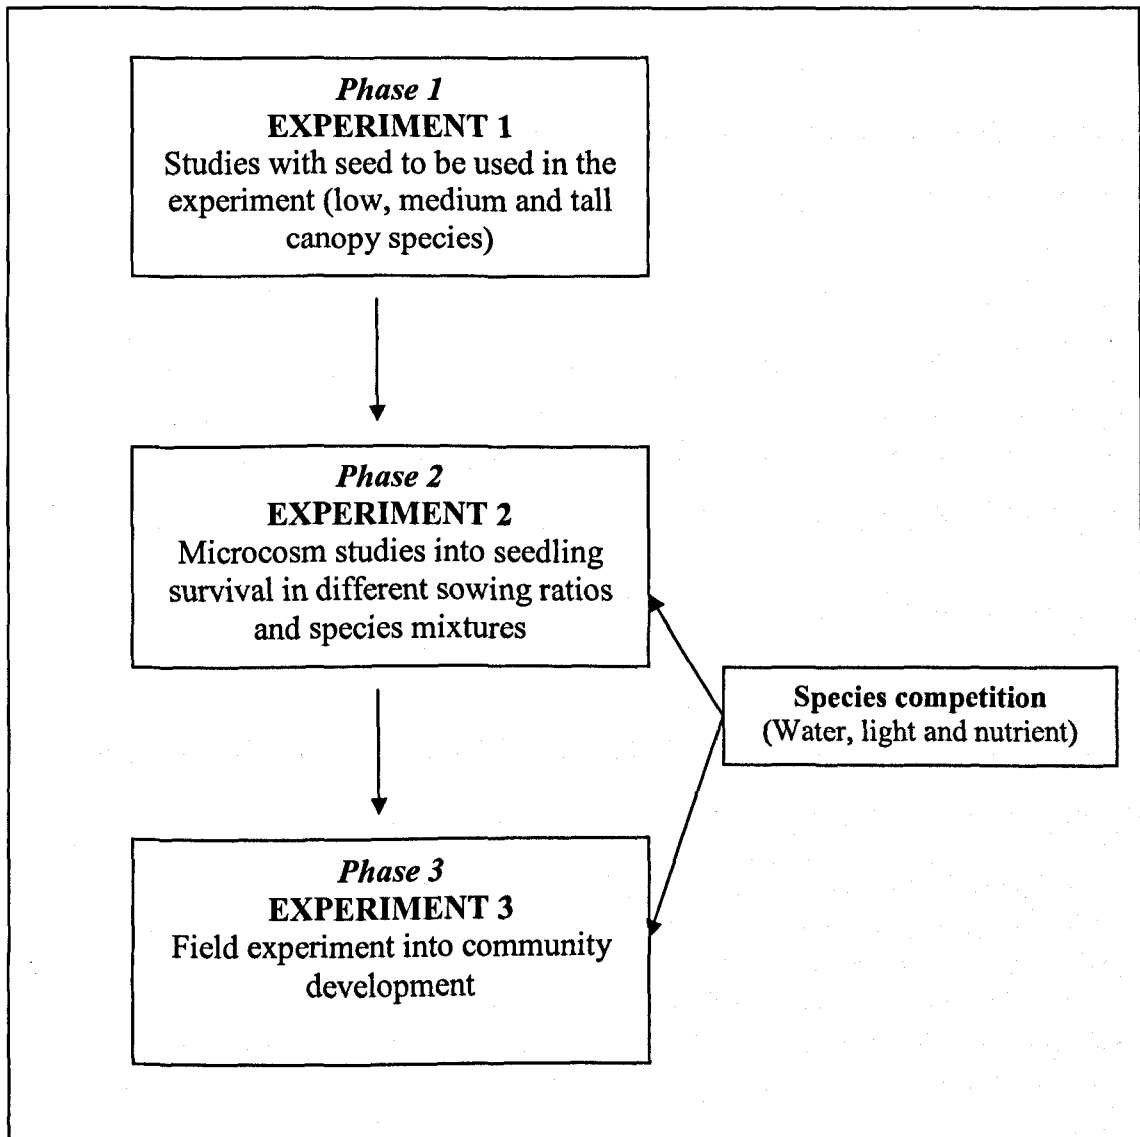 Phase 1
EXPERIMENT 1
Studies with seed to be used in the
experiment (low, medium and tall
canopy species)
Phase 2
EXPERIMENT 2
Microcosm studies into seedling
survival in different sowing ratios
and species mixtures
Species competition
(Water, light and nutrient)
Phase 3
EXPERIMENT 3
Field experiment into community
development